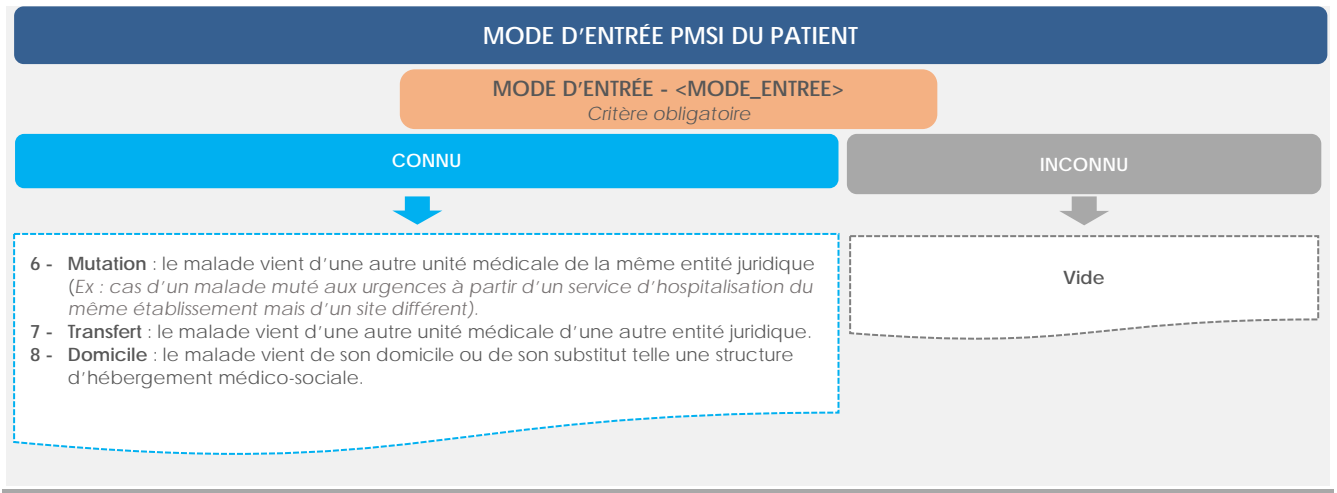 MODE D’ENTRÉE PMSI DU PATIENT
MODE D’ENTRÉE - <MODE_ENTREE>
Critère obligatoire
CONNU
INCONNU
6 - Mutation : le malade vient d’une autre unité médicale de la même entité juridique
(Ex : cas d’un malade muté aux urgences à partir d’un service d’hospitalisation du
même établissement mais d’un site différent).
7 - Transfert : le malade vient d’une autre unité médicale d’une autre entité juridique.
8 - Domicile : le malade vient de son domicile ou de son substitut telle une structure
d’hébergement médico-sociale.
Vide